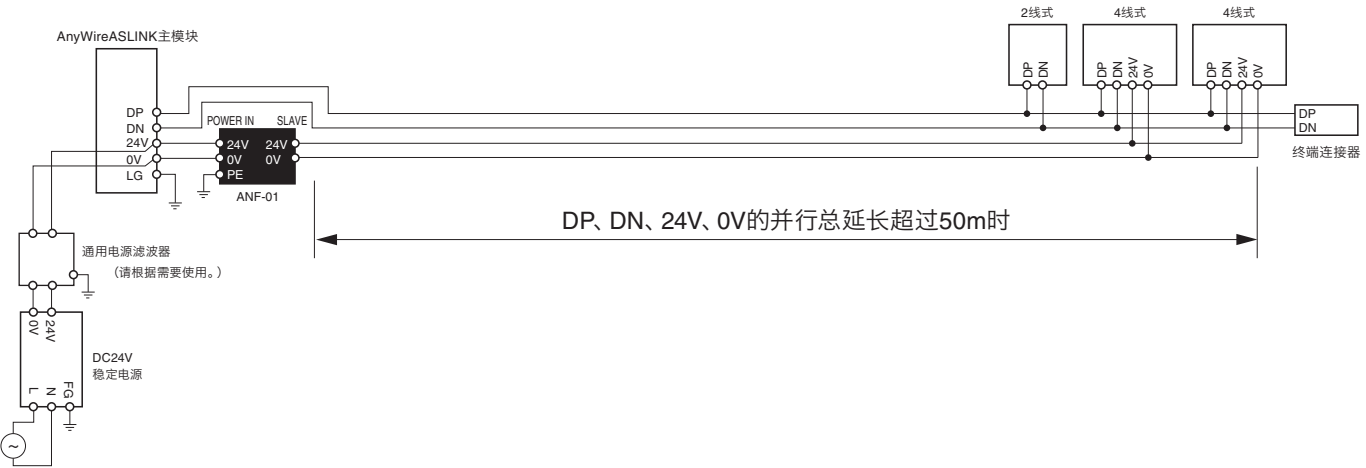 2线式
4线式
4线式
AnyWireASLINK主模块
DP
DN
DP
DN
24V
0V
DP
DN
24V
0V
DP
DN
24V
0V
LG
POWER IN
SLAVE
24V
0V
PE
24V
0V
ANF-01
DP
DN
终端连接器
DP、DN、24V、0V的并行总延长超过50m时
通用电源滤波器
（请根据需要使用。）
0V
24V
DC24V
稳定电源
L
N
FG
~